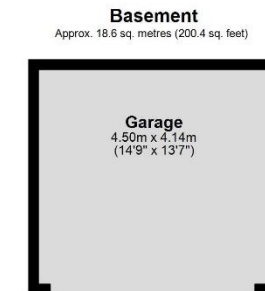 Basement
Approx. 18.6 sq. metres (200.4 sq. feet)
Garage
4.50m x 4.14m
(14'9" x 13'7")